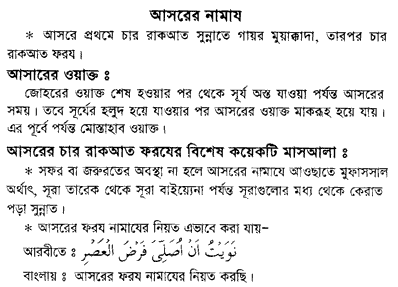 আসরের নামায
* আসরে প্রথমে চার রাকআত সুন্নাতে গায়র মুয়াক্কাদা, তারপর চার
রাকআত ফরয।
আসারের ওয়াক্ত :
জোহরের ওয়াক্ত শেষ হওয়ার পর থেকে সূর্য অস্ত যাওয়া পর্যন্ত আসরের
সময়। তবে সূর্যের হলুদ হয়ে যাওয়ার পর আসরের ওয়াক্ত মাকরূহ হয়ে যায়।
এর পূর্বে পর্যন্ত মোস্তাহাব ওয়াক্ত।
আসরের চার রাকআত ফরযের বিশেষ কয়েকটি মাসআলা :
* সফর বা জরুরতের অবস্থা না হলে আসরের নামাযে আওছাতে মুফাসসাল
অর্থাৎ, সূরা তারেক থেকে সূরা বাইয়্যেনা পর্যন্ত সূরাগুলোর মধ্য থেকে কেরাত
পড়া সুন্নাত।
* আসরের ফরয নামাযের নিয়ত এভাবে করা যায়–
আরবীতে : نَوَيْتُ اَنْ اُصَلِّىَ فَرْضَ الْعَصْرِ
বাংলায় : আসরের ফরয নামাযের নিয়ত করছি।